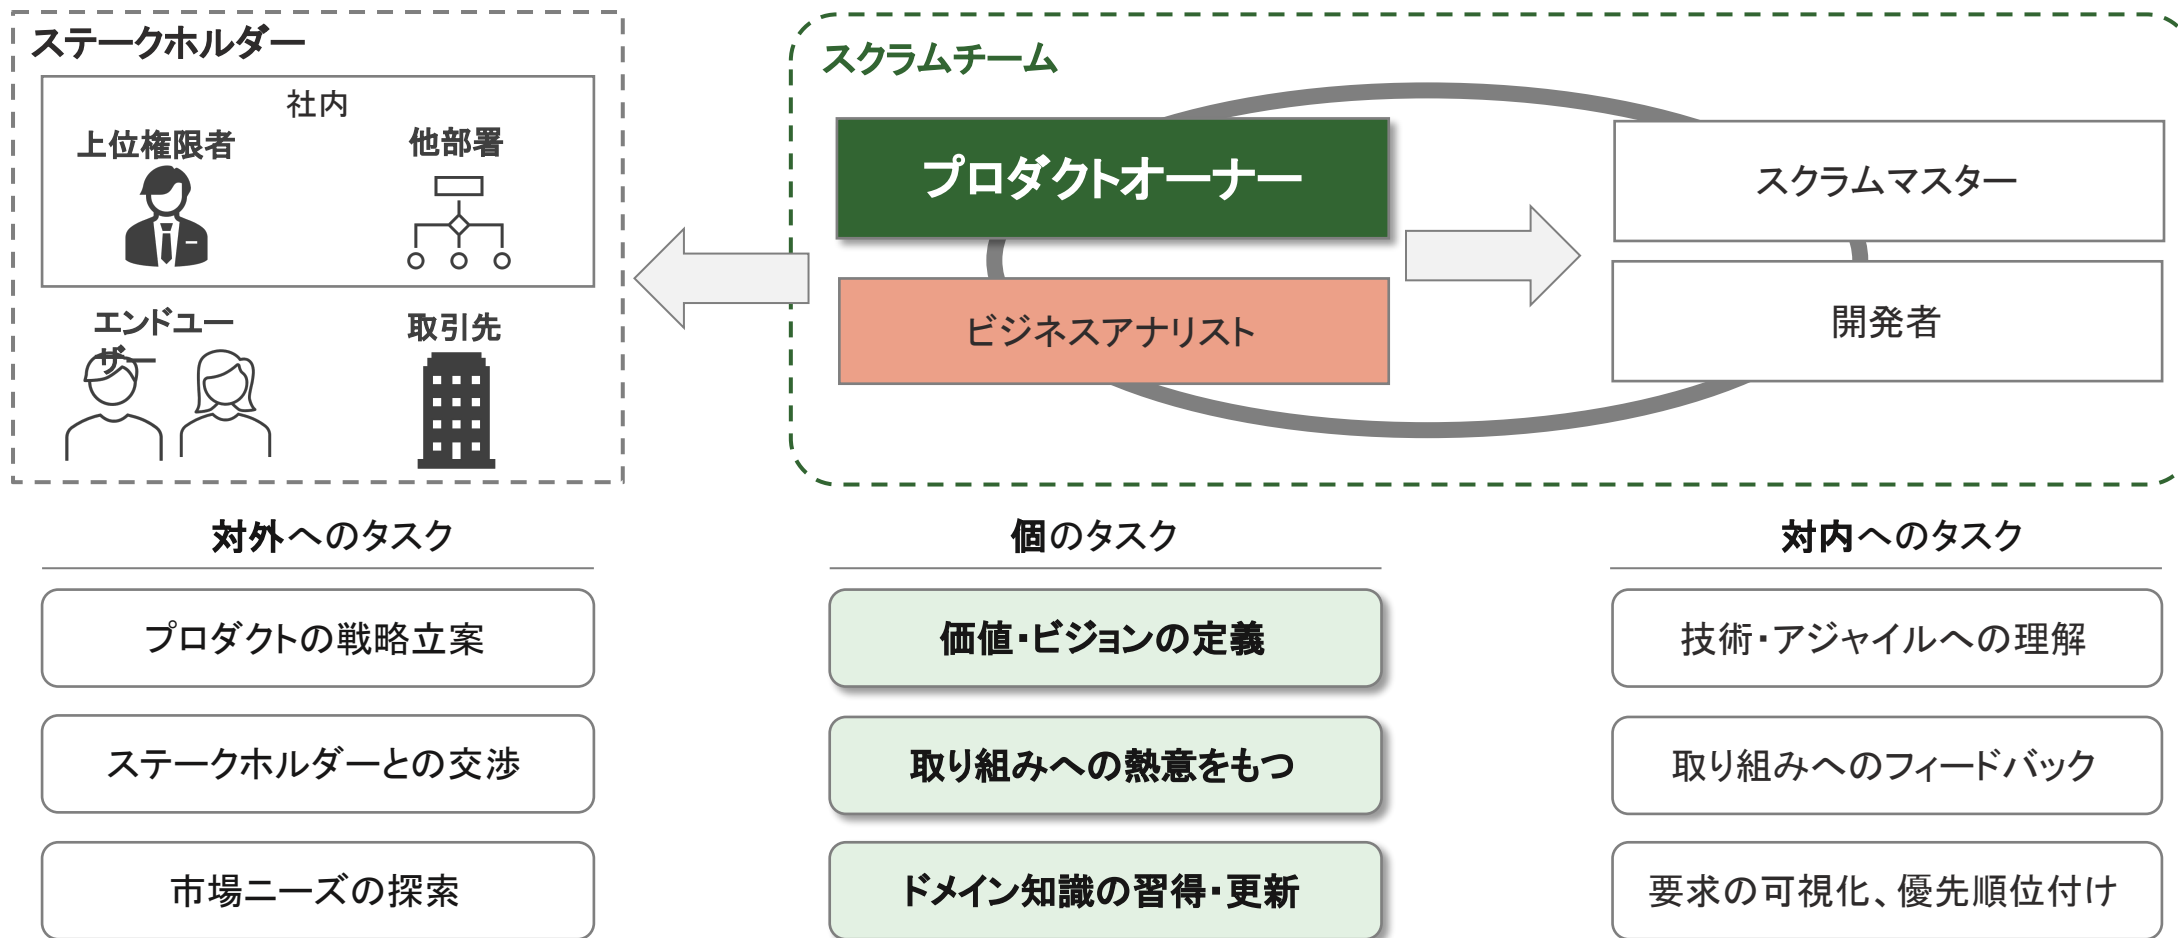 ステークホルダー
社内
上位権限者
他部署
エンドユー
ザー
取引先
スクラムチーム
プロダクトオーナー
ビジネスアナリスト
スクラムマスター
開発者
対外へのタスク
プロダクトの戦略立案
ステークホルダーとの交渉
市場ニーズの探索
個のタスク
価値・ビジョンの定義
取り組みへの熱意をもつ
ドメイン知識の習得・更新
対内へのタスク
技術・アジャイルへの理解
取り組みへのフィードバック
要求の可視化、優先順位付け